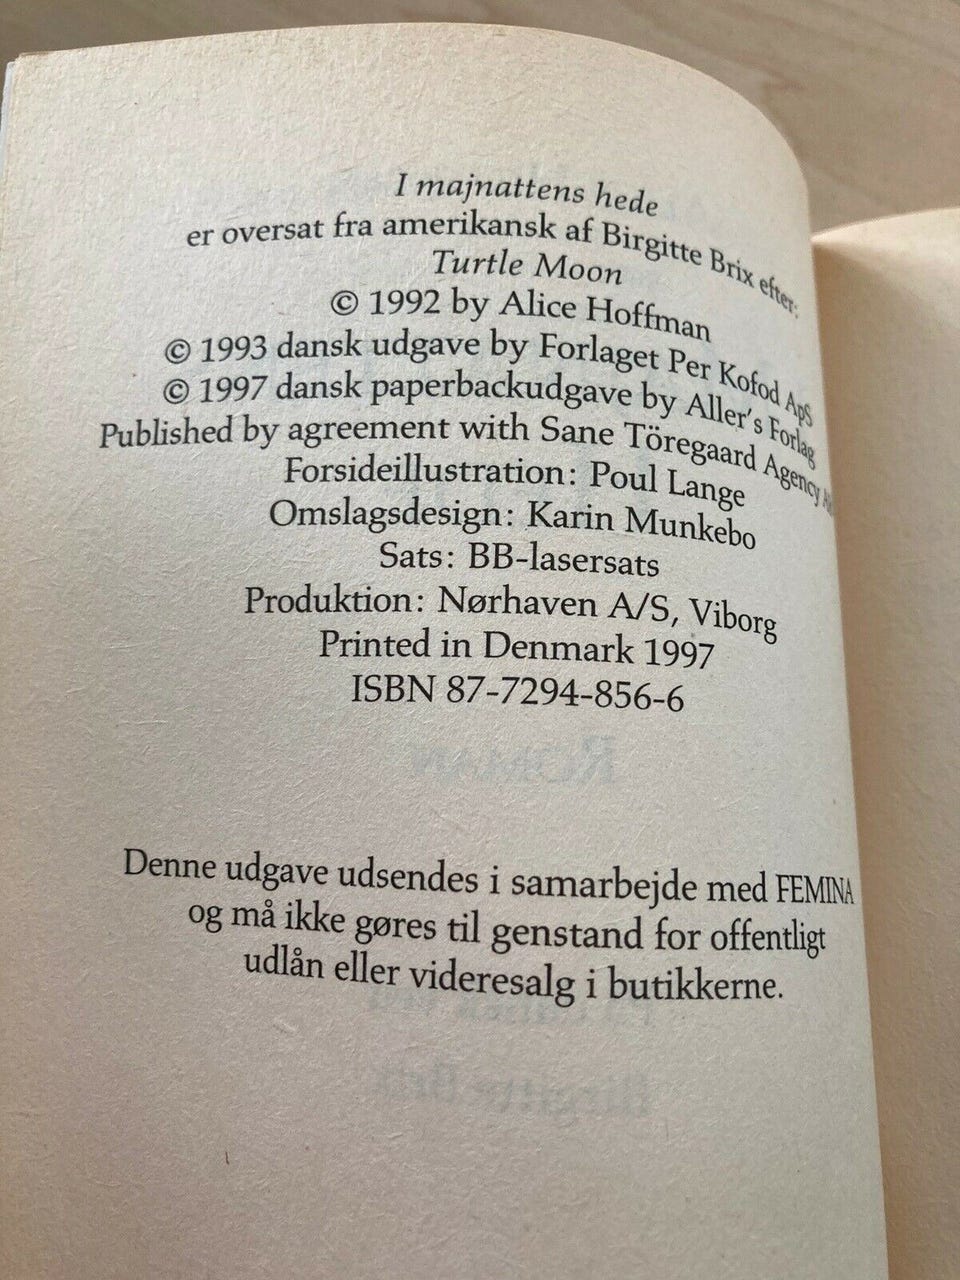 I majnattens hede
er oversat fra amerikansk af Birgitte Brix efter:
Turtle Moon
© 1992 by Alice Hoffman
© 1993 dansk udgave by Forlaget Per Kofod ApS
© 1997 dansk paperbackudgave by Aller's Forlag
Published by agreement with Sane Töregaard Agency
Forsideillustration: Poul Lange
Omslagsdesign: Karin Munkebo
Sats: BB-lasersats
Produktion: Nørhaven A/S, Viborg
Printed in Denmark 1997
ISBN 87-7294-856-6
ROMAN
Denne udgave udsendes i samarbejde med FEMINA
og må ikke gøres til genstand for offentligt
udlån eller videresalg i butikkerne.
Birgitte Brix